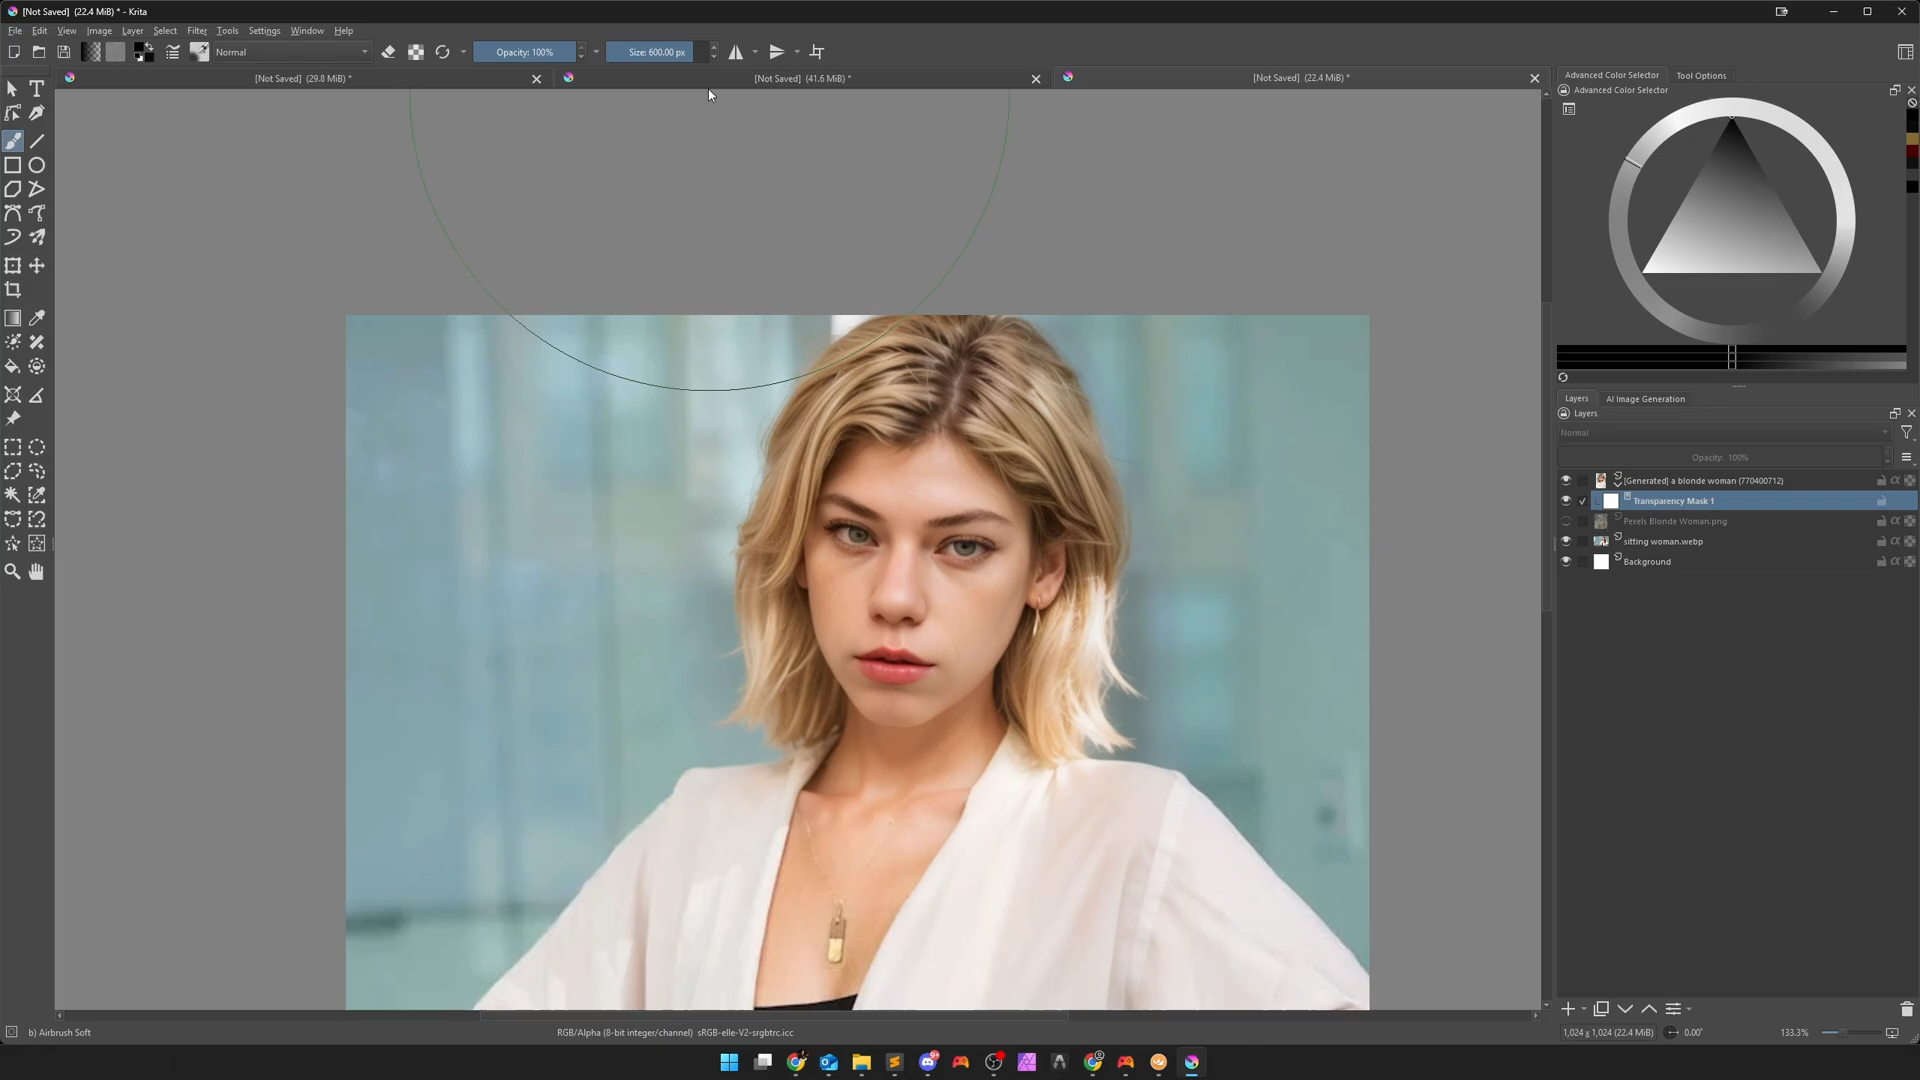 [Not Saved]  (22.4 MiB) * - Krita
File Edit View Image Layer Select Filter Tools Settings Window Help
Normal
Opacity: 100%
Size: 600.00 px
[Not Saved]  (29.8 MiB) *
[Not Saved]  (41.6 MiB) *
[Not Saved]  (22.4 MiB) *
Advanced Color Selector
Tool Options
Advanced Color Selector
Layers
AI Image Generation
Layers
Normal
Opacity:  100%
[Generated] a blonde woman (770400712)
Transparency Mask 1
Pexels Blonde Woman.png
sitting woman.webp
Background
b) Airbrush Soft
RGB/Alpha (8-bit integer/channel)  sRGB-elle-V2-srgbtrc.icc
1,024 x 1,024 (22.4 MiB)
0.00°
133.3%